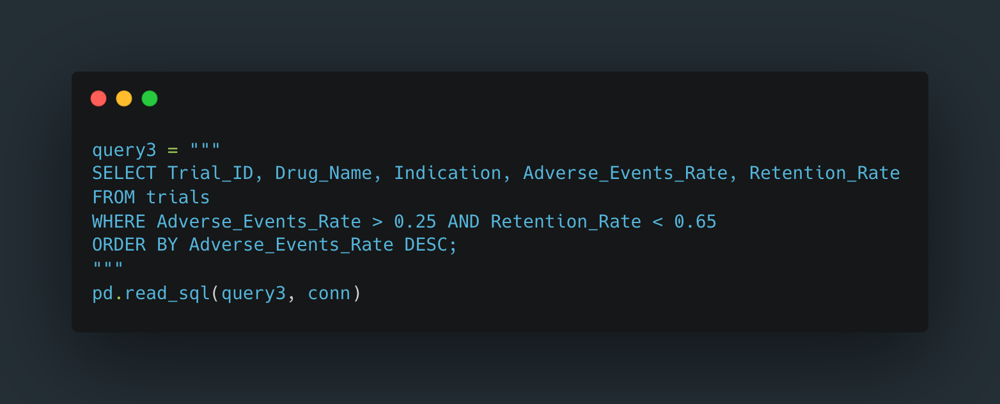 query3 = """
SELECT Trial_ID, Drug_Name, Indication, Adverse_Events_Rate, Retention_Rate
FROM trials
WHERE Adverse_Events_Rate > 0.25 AND Retention_Rate < 0.65
ORDER BY Adverse_Events_Rate DESC;
"""
pd.read_sql(query3, conn)